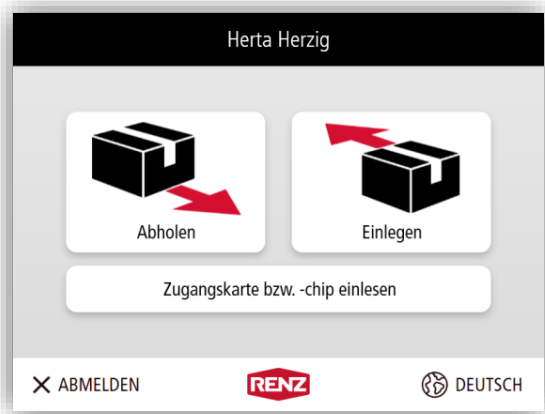 Herta Herzig
Abholen
Einlegen
Zugangskarte bzw. -chip einlesen
ABMELDEN
RENZ
DEUTSCH